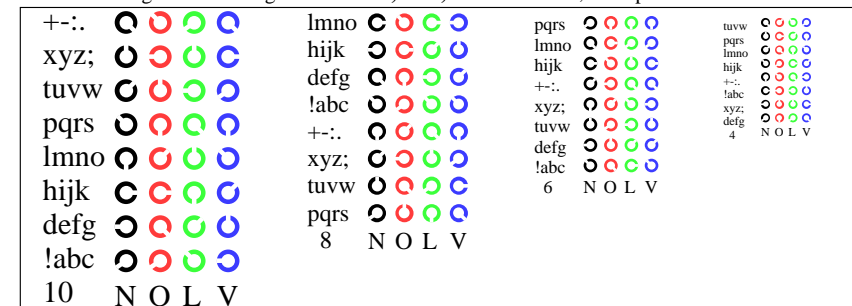 +-:.
xyz;
tuvw
pqrs
lmno
hijk
defg
!abc
10 N O L V
lmno
hijk
defg
!abc
+-:.
xyz;
tuvw
pqrs
8 N O L V
pqrs
lmno
hijk
+-:.
xyz;
tuvw
defg
!abc
6 N O L V
tuvw
pqrs
lmno
hijk
+-:.
!abc
xyz;
defg
4 N O L V